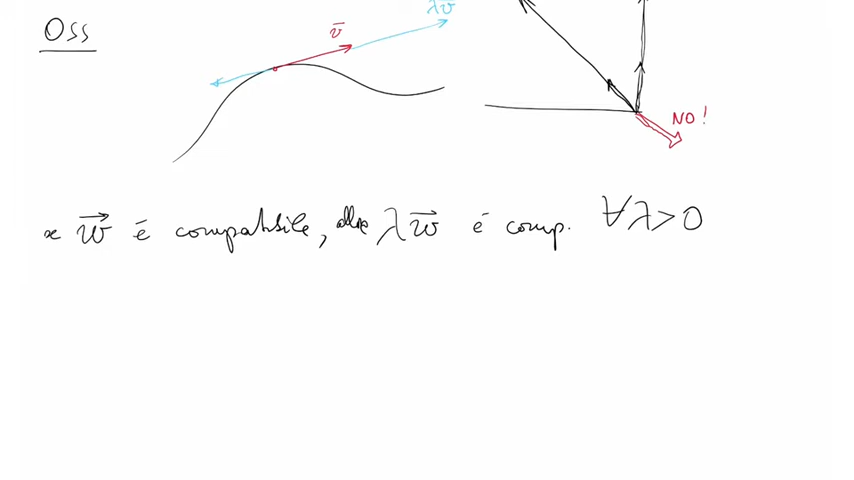 Oss
v̄
λv̄
NO!
se w⃗ é compatibile, allora λw⃗ é comp. ∀λ>0